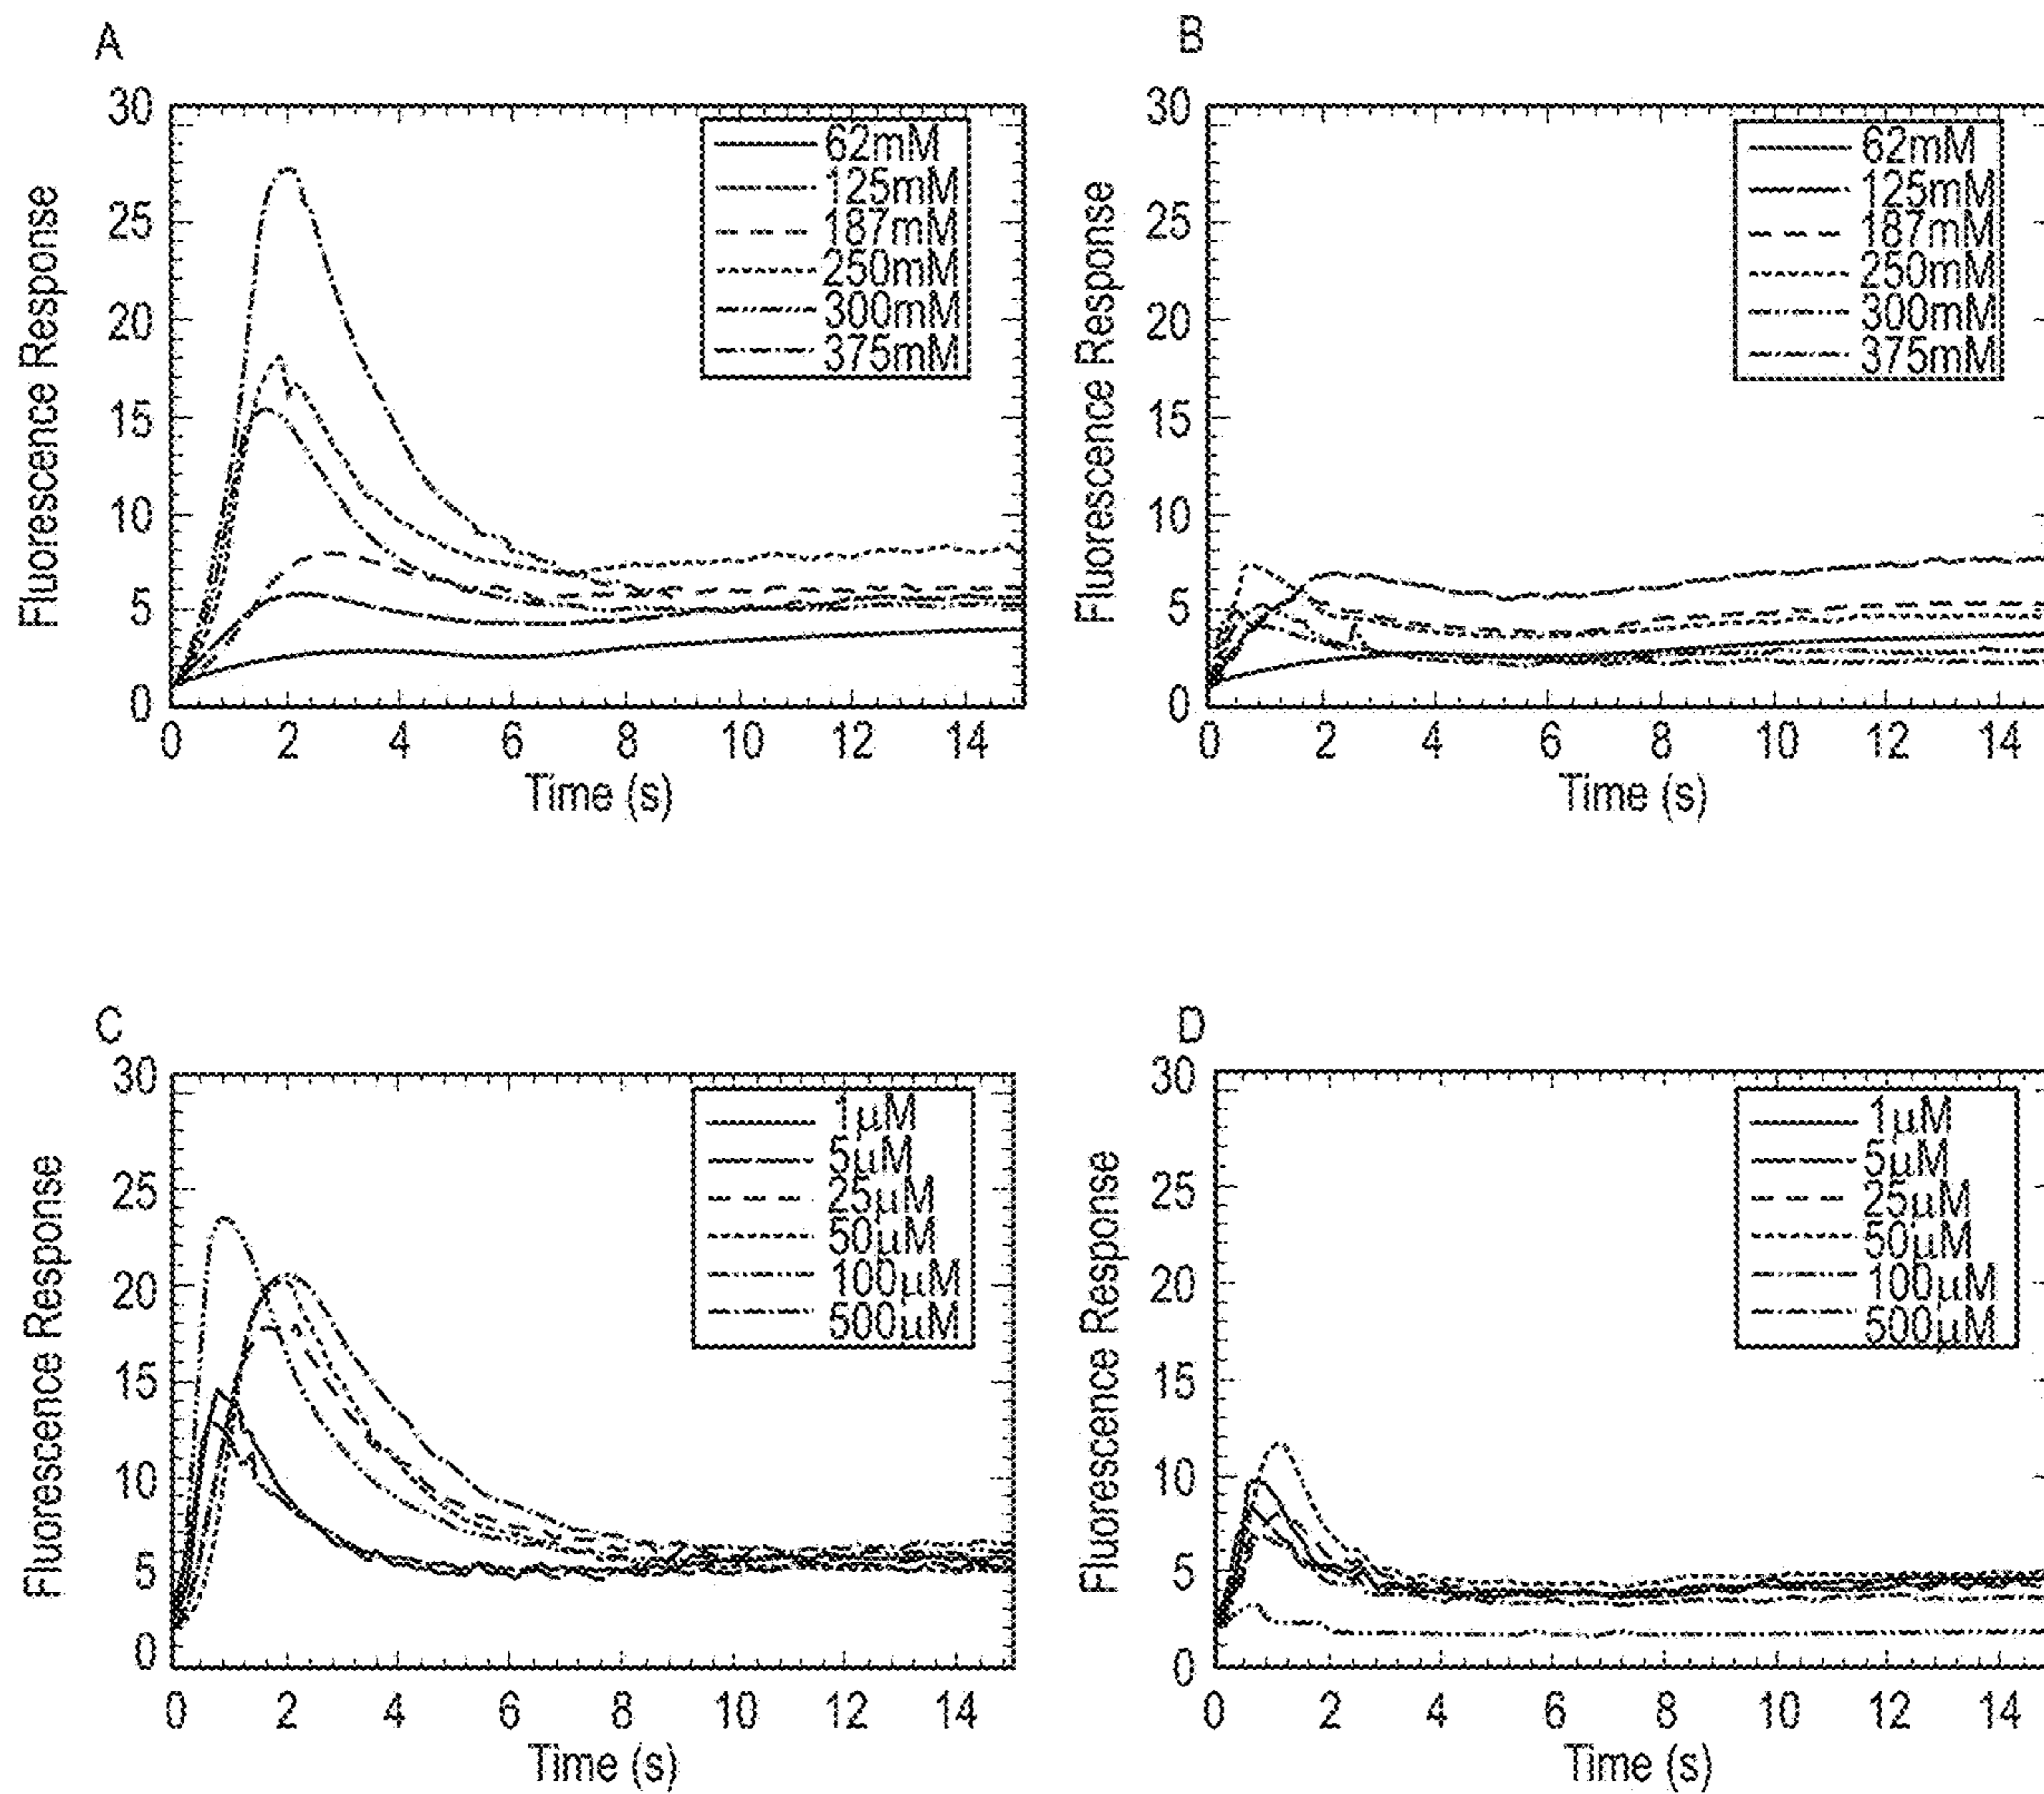 A
Fluorescence Response
30
25
20
15
10
5
0
62mM
125mM
187mM
250mM
300mM
375mM
0 2 4 6 8 10 12 14
Time (s)
B
Fluorescence Response
30
25
20
15
10
5
0
62mM
125mM
187mM
250mM
300mM
375mM
0 2 4 6 8 10 12 14
Time (s)
C
Fluorescence Response
30
25
20
15
10
5
0
1µM
5µM
25µM
50µM
100µM
500µM
0 2 4 6 8 10 12 14
Time (s)
D
Fluorescence Response
30
25
20
15
10
5
0
1µM
5µM
25µM
50µM
100µM
500µM
0 2 4 6 8 10 12 14
Time (s)